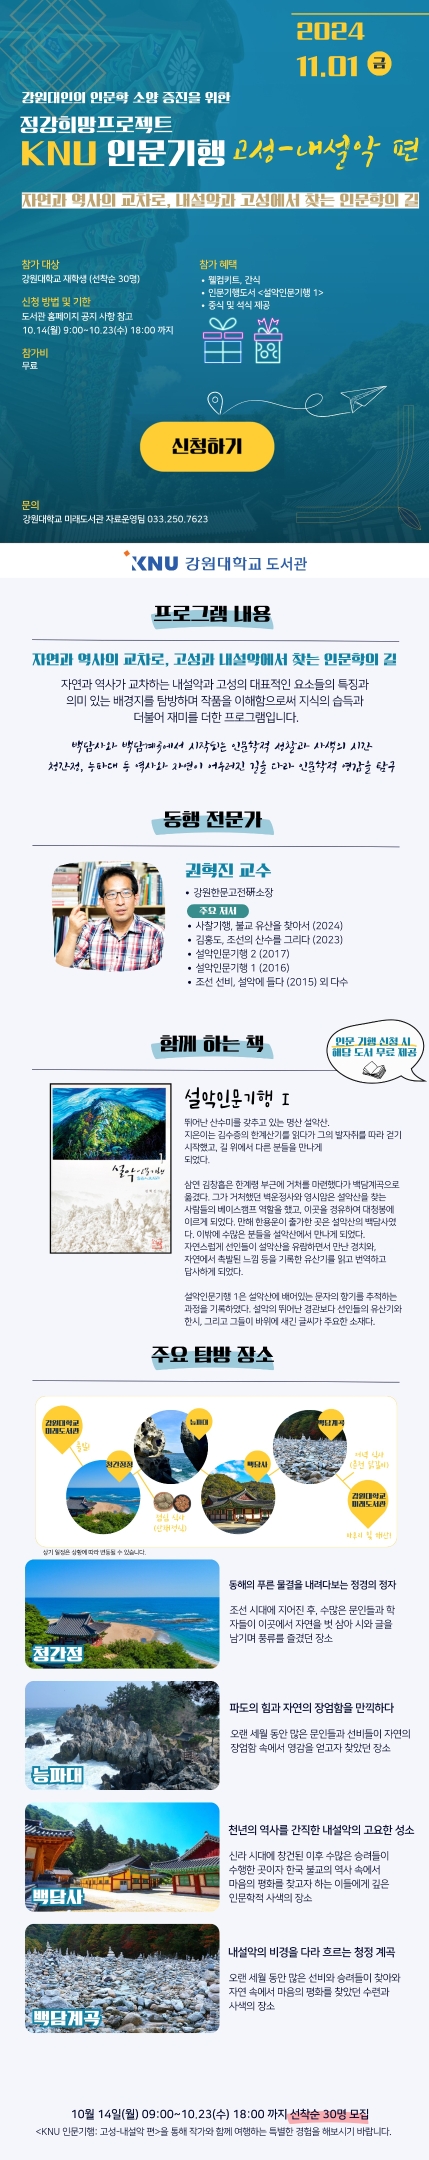 2024
11.01 금
강원대인의 인문학 소양 증진을 위한
정강희망프로젝트
KNU 인문기행 고성-내설악 편
자연과 역사의 교차로, 내설악과 고성에서 찾는 인문학의 길
참가 대상
강원대학교 재학생 (선착순 30명)
신청 방법 및 기한
도서관 홈페이지 공지 사항 참고
10.14(월) 9:00~10.23(수) 18:00 까지
참가비
무료
참가 혜택
• 웰컴키트, 간식
• 인문기행도서 <설악인문기행 1>
• 중식 및 석식 제공
신청하기
문의
강원대학교 미래도서관 자료운영팀 033.250.7623
KNU 강원대학교 도서관
프로그램 내용
자연과 역사의 교차로, 고성과 내설악에서 찾는 인문학의 길
자연과 역사가 교차하는 내설악과 고성의 대표적인 요소들의 특징과
의미 있는 배경지를 탐방하며 작품을 이해함으로써 지식의 습득과
더불어 재미를 더한 프로그램입니다.
백담사와 백담계곡에서 시작되는 인문학적 성찰과 사색의 시간
청간정, 능파대 등 역사와 자연이 어우러진 길을 따라 인문학적 영감을 탐구
동행 전문가
권혁진 교수
• 강원한문고전硏소장
주요 저서
• 사찰기행, 불교 유산을 찾아서 (2024)
• 김홍도, 조선의 산수를 그리다 (2023)
• 설악인문기행 2 (2017)
• 설악인문기행 1 (2016)
• 조선 선비, 설악에 들다 (2015) 외 다수
함께 하는 책
인문 기행 신청 시
해당 도서 무료 제공
설악인문기행 I
뛰어난 산수미를 갖추고 있는 명산 설악산.
지은이는 김수증의 한계산기를 읽다가 그의 발자취를 따라 걷기
시작했고, 길 위에서 다른 분들을 만나게
되었다.
삼연 김창흡은 한계령 부근에 거처를 마련했다가 백담계곡으로
옮겼다. 그가 거처했던 벽운정사와 영시암은 설악산을 찾는
사람들의 베이스캠프 역할을 했고, 이곳을 경유하여 대청봉에
이르게 되었다. 만해 한용운이 출가한 곳은 설악산의 백담사였
다. 이밖에 수많은 분들을 설악산에서 만나게 되었다.
자연스럽게 선인들이 설악산을 유람하면서 만난 경치와,
자연에서 촉발된 느낌 등을 기록한 유산기를 읽고 번역하고
답사하게 되었다.
설악인문기행 1은 설악산에 배어있는 문자의 향기를 추적하는
과정을 기록하였다. 설악의 뛰어난 경관보다 선인들의 유산기와
한시, 그리고 그들이 바위에 새긴 글씨가 주요한 소재다.
주요 탐방 장소
강원대학교
미래도서관
출발!
청간정
점심 식사
능파대
백담사
백담계곡
저녁 식사
강원대학교
미래도서관
상기 일정은 상황에 따라 변동될 수 있습니다.
청간정
동해의 푸른 물결을 내려다보는 정경의 정자
조선 시대에 지어진 후, 수많은 문인들과 학
자들이 이곳에서 자연을 벗 삼아 시와 글을
남기며 풍류를 즐겼던 장소
능파대
파도의 힘과 자연의 장엄함을 만끽하다
오랜 세월 동안 많은 문인들과 선비들이 자연의
장엄함 속에서 영감을 얻고자 찾았던 장소
백담사
천년의 역사를 간직한 내설악의 고요한 성소
신라 시대에 창건된 이후 수많은 승려들이
수행한 곳이자 한국 불교의 역사 속에서
마음의 평화를 찾고자 하는 이들에게 깊은
인문학적 사색의 장소
백담계곡
내설악의 비경을 따라 흐르는 청정 계곡
오랜 세월 동안 많은 선비와 승려들이 찾아와
자연 속에서 마음의 평화를 찾았던 수련과
사색의 장소
10월 14일(월) 09:00~10.23(수) 18:00 까지 선착순 30명 모집
<KNU 인문기행: 고성-내설악 편>을 통해 작가와 함께 여행하는 특별한 경험을 해보시기 바랍니다.